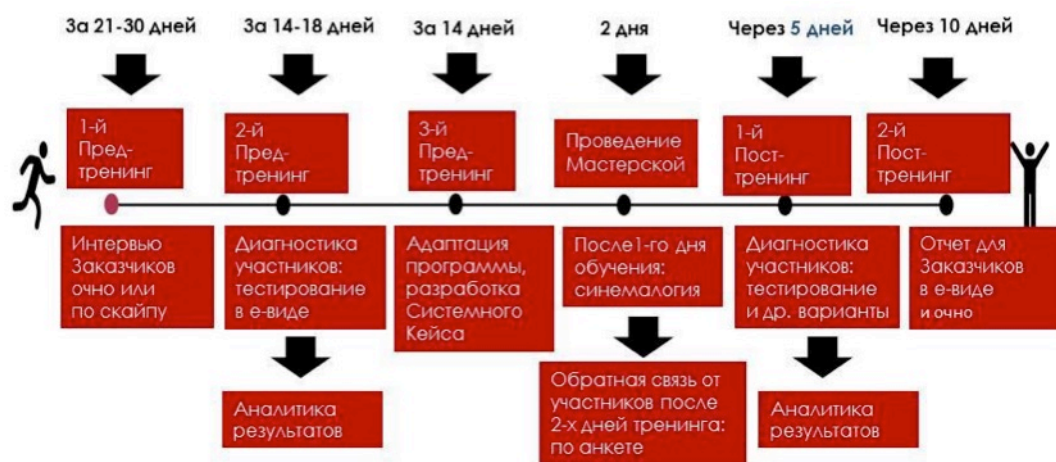 За 21-30 дней
За 14-18 дней
За 14 дней
2 дня
Через 5 дней
Через 10 дней
1-й
Пред-
тренинг
2-й
Пред-
тренинг
3-й
Пред-
тренинг
Проведение
Мастерской
1-й
Пост-
тренинг
2-й
Пост-
тренинг
Интервью
Заказчиков
очно или
по скайпу
Диагностика
участников:
тестирование
в е-виде
Адаптация
программы,
разработка
Системного
Кейса
После1-го дня
обучения:
синемалогия
Диагностика
участников:
тестирование
и др. варианты
Отчет для
Заказчиков
в е-виде
и очно
Аналитика
результатов
Обратная связь от
участников после
2-х дней тренинга:
по анкете
Аналитика
результатов